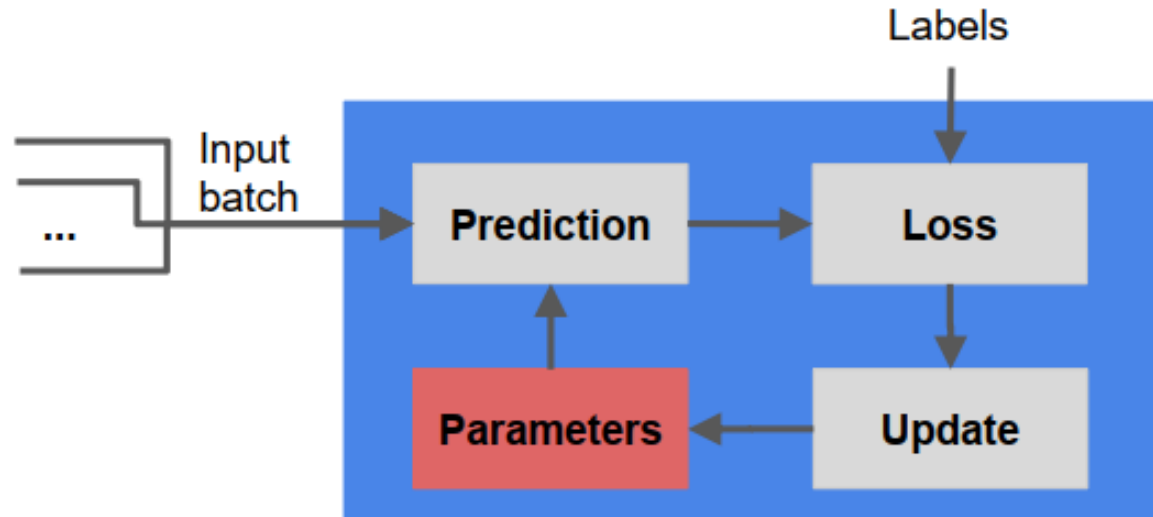 Labels
Input
batch
...
Prediction
Loss
Parameters
Update